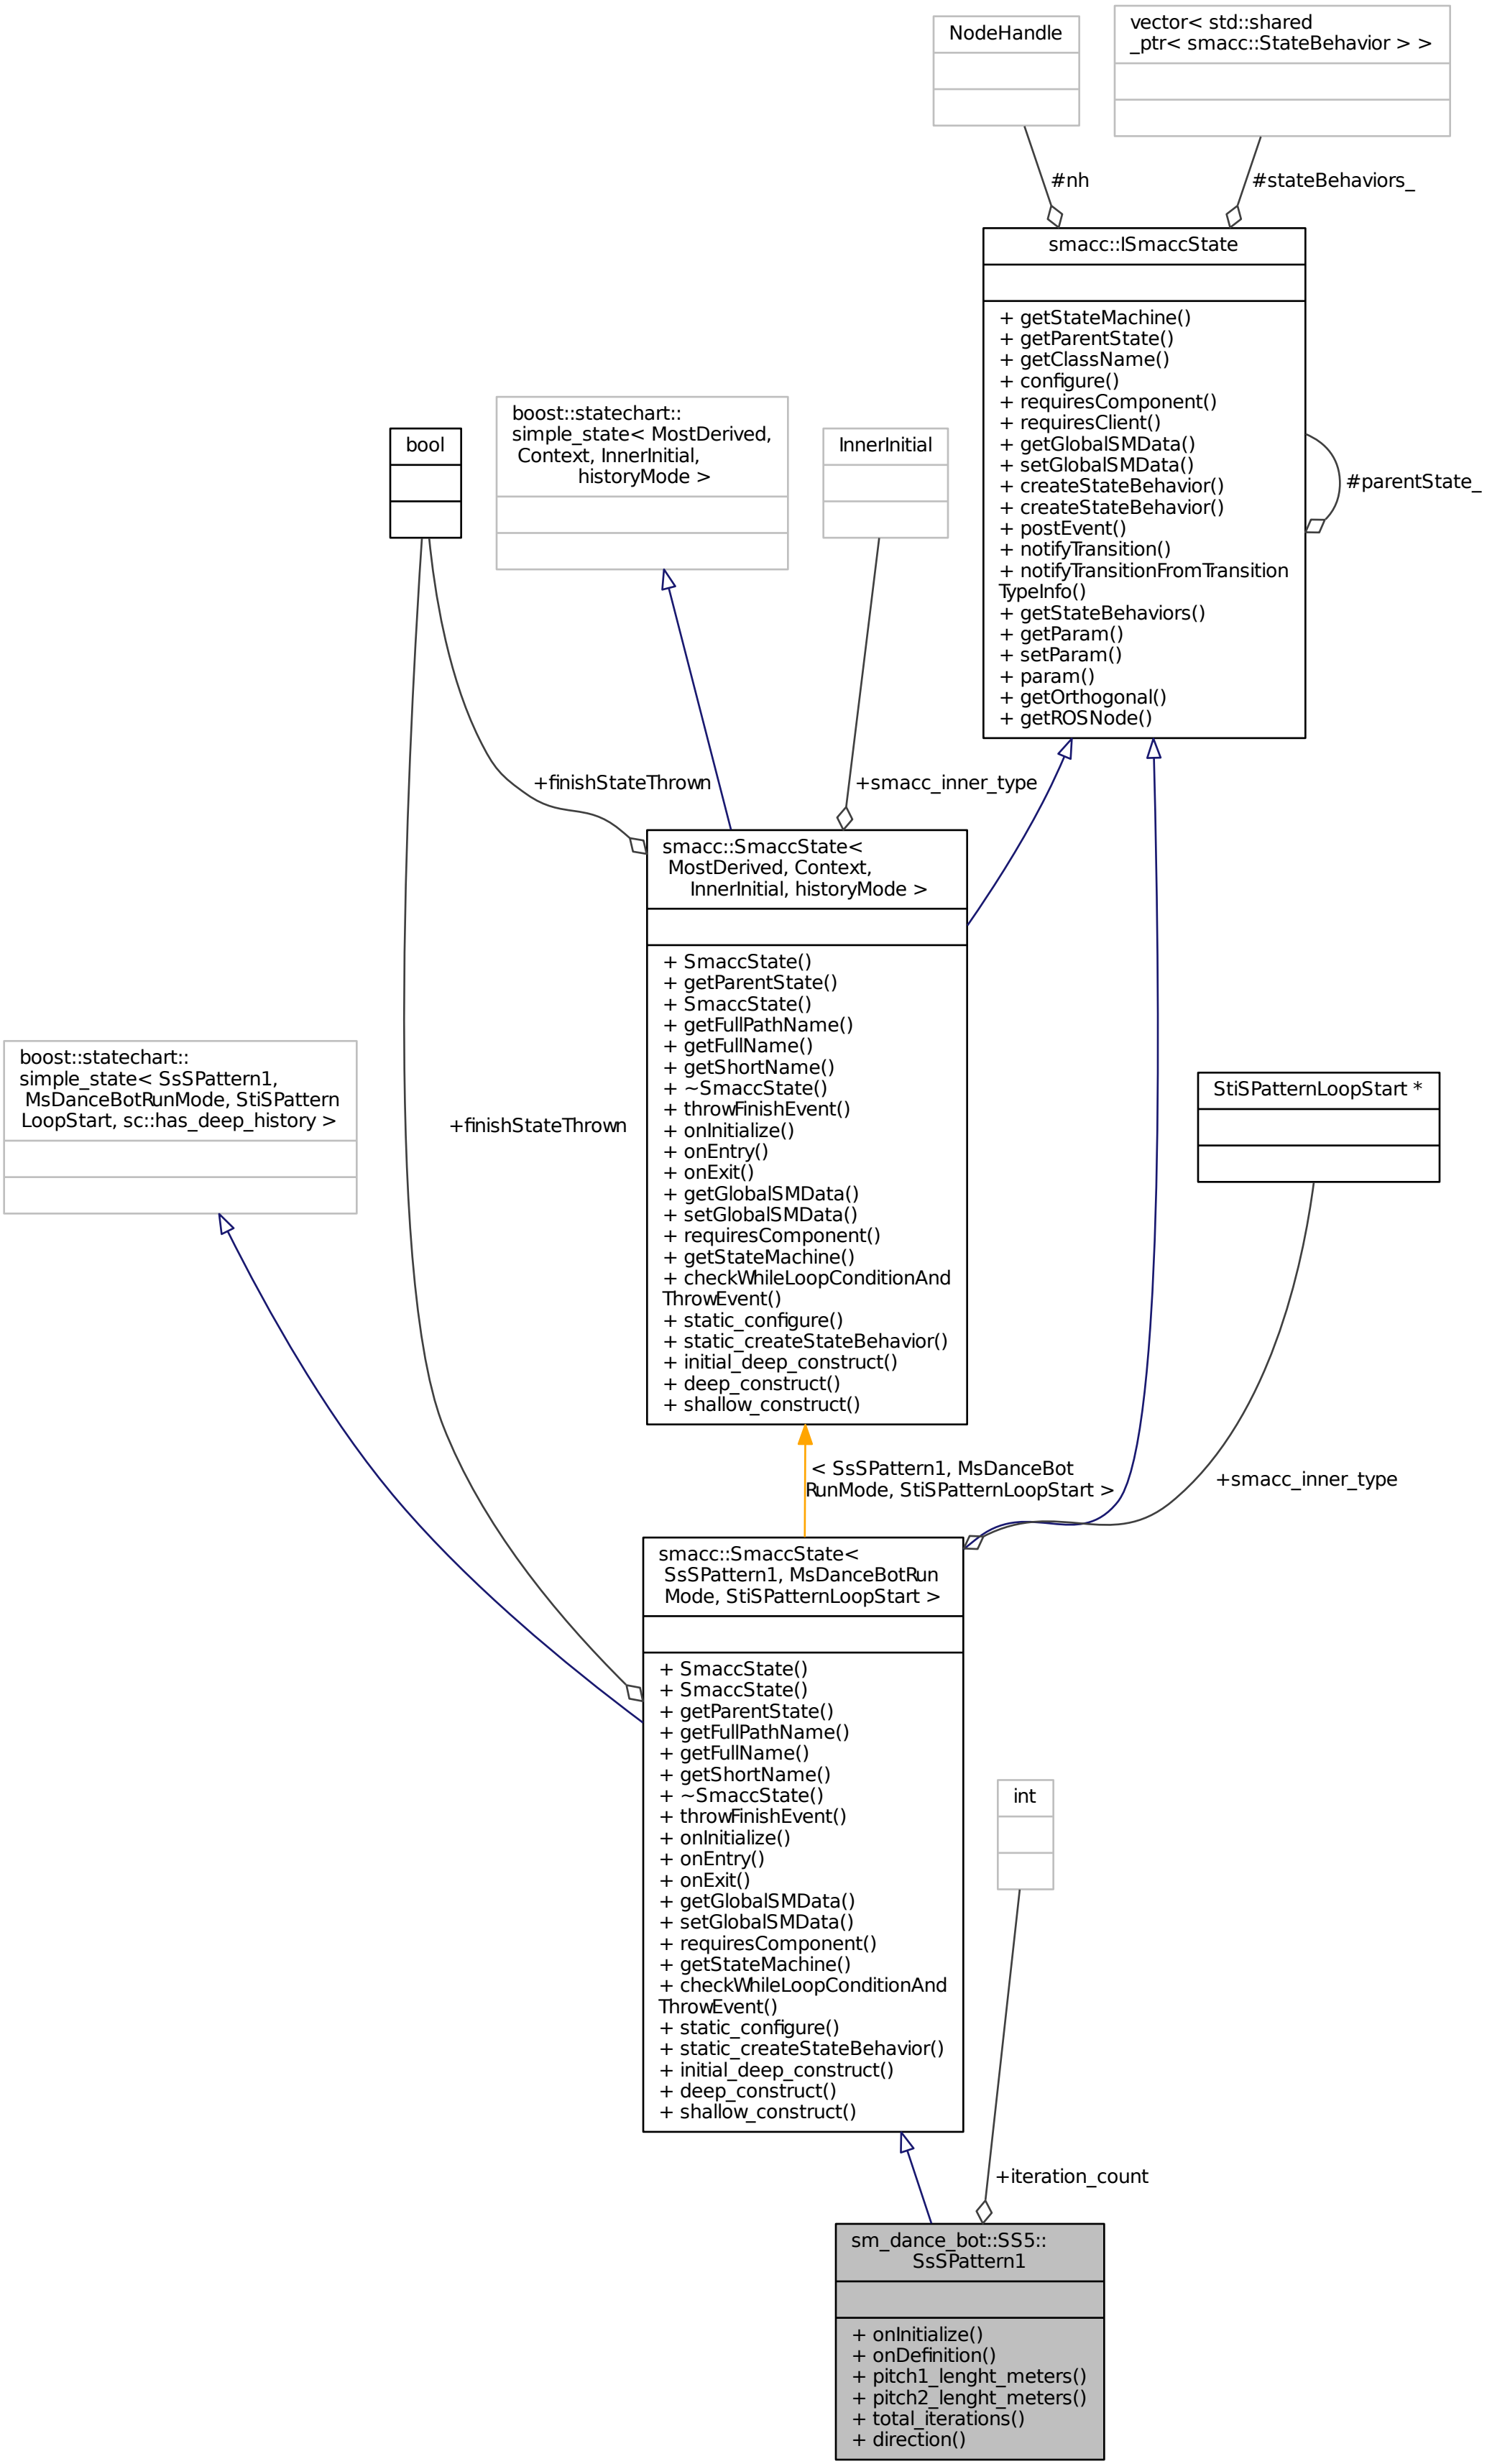 NodeHandle
vector< std::shared
_ptr< smacc::StateBehavior > >
#nh
#stateBehaviors_
smacc::ISmaccState
+ getStateMachine()
+ getParentState()
+ getClassName()
+ configure()
+ requiresComponent()
+ requiresClient()
+ getGlobalSMData()
+ setGlobalSMData()
+ createStateBehavior()
+ createStateBehavior()
+ postEvent()
+ notifyTransition()
+ notifyTransitionFromTransition
TypeInfo()
+ getStateBehaviors()
+ getParam()
+ setParam()
+ param()
+ getOrthogonal()
+ getROSNode()
#parentState_
bool
boost::statechart::
simple_state< MostDerived,
Context, InnerInitial,
historyMode >
InnerInitial
+finishStateThrown
+smacc_inner_type
smacc::SmaccState<
MostDerived, Context,
InnerInitial, historyMode >
+ SmaccState()
+ getParentState()
+ SmaccState()
+ getFullPathName()
+ getFullName()
+ getShortName()
+ ~SmaccState()
+ throwFinishEvent()
+ onInitialize()
+ onEntry()
+ onExit()
+ getGlobalSMData()
+ setGlobalSMData()
+ requiresComponent()
+ getStateMachine()
+ checkWhileLoopConditionAnd
ThrowEvent()
+ static_configure()
+ static_createStateBehavior()
+ initial_deep_construct()
+ deep_construct()
+ shallow_construct()
boost::statechart::
simple_state< SsSPattern1,
MsDanceBotRunMode, StiSPattern
LoopStart, sc::has_deep_history >
+finishStateThrown
StiSPatternLoopStart *
< SsSPattern1, MsDanceBot
RunMode, StiSPatternLoopStart >
+smacc_inner_type
smacc::SmaccState<
SsSPattern1, MsDanceBotRun
Mode, StiSPatternLoopStart >
+ SmaccState()
+ SmaccState()
+ getParentState()
+ getFullPathName()
+ getFullName()
+ getShortName()
+ ~SmaccState()
+ throwFinishEvent()
+ onInitialize()
+ onEntry()
+ onExit()
+ getGlobalSMData()
+ setGlobalSMData()
+ requiresComponent()
+ getStateMachine()
+ checkWhileLoopConditionAnd
ThrowEvent()
+ static_configure()
+ static_createStateBehavior()
+ initial_deep_construct()
+ deep_construct()
+ shallow_construct()
int
+iteration_count
sm_dance_bot::SS5::
SsSPattern1
+ onInitialize()
+ onDefinition()
+ pitch1_lenght_meters()
+ pitch2_lenght_meters()
+ total_iterations()
+ direction()